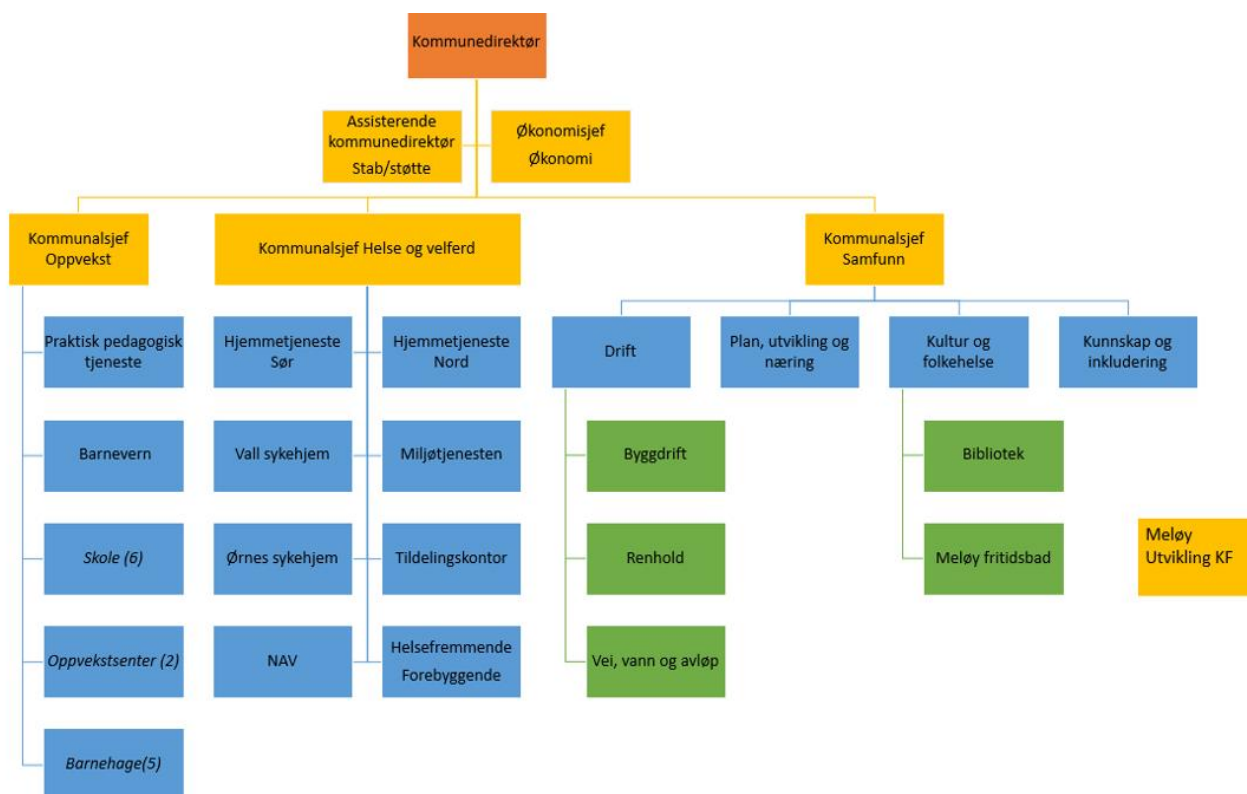 Kommunedirektør
Assisterende
kommunedirektør
Stab/støtte
Økonomisjef
Økonomi
Kommunalsjef
Oppvekst
Kommunalsjef Helse og velferd
Kommunalsjef
Samfunn
Praktisk pedagogisk
tjeneste
Barnevern
Skole (6)
Oppvekstsenter (2)
Barnehage(5)
Hjemmetjeneste
Sør
Hjemmetjeneste
Nord
Vall sykehjem
Miljøtjenesten
Ørnes sykehjem
Tildelingskontor
NAV
Helsefremmende
Forebyggende
Drift
Plan, utvikling og
næring
Kultur og
folkehelse
Kunnskap og
inkludering
Byggdrift
Renhold
Vei, vann og avløp
Bibliotek
Meløy fritidsbad
Meløy
Utvikling KF